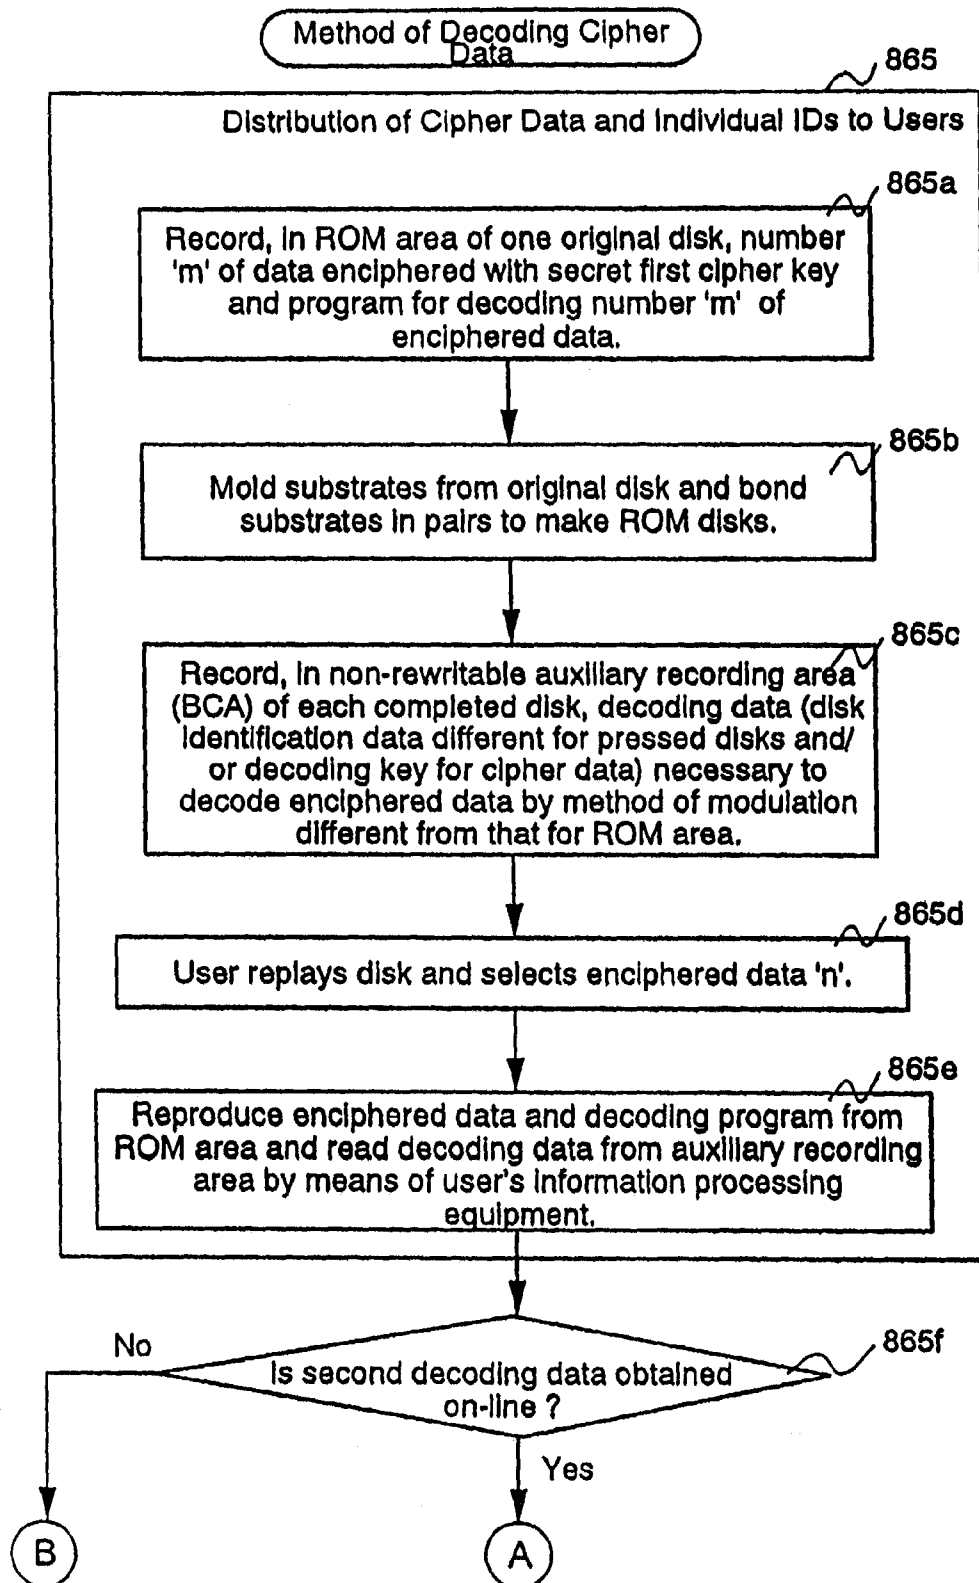 Method of Decoding Cipher
Data
865
Distribution of Cipher Data and Individual IDs to Users
865a
Record, in ROM area of one original disk, number
'm' of data enciphered with secret first cipher key
and program for decoding number 'm' of
enciphered data.
865b
Mold substrates from original disk and bond
substrates in pairs to make ROM disks.
865c
Record, in non-rewritable auxiliary recording area
(BCA) of each completed disk, decoding data (disk
identification data different for pressed disks and/
or decoding key for cipher data) necessary to
decode enciphered data by method of modulation
different from that for ROM area.
865d
User replays disk and selects enciphered data 'n'.
865e
Reproduce enciphered data and decoding program from
ROM area and read decoding data from auxiliary recording
area by means of user's information processing
equipment.
865f
No
Is second decoding data obtained
on-line ?
Yes
B
A